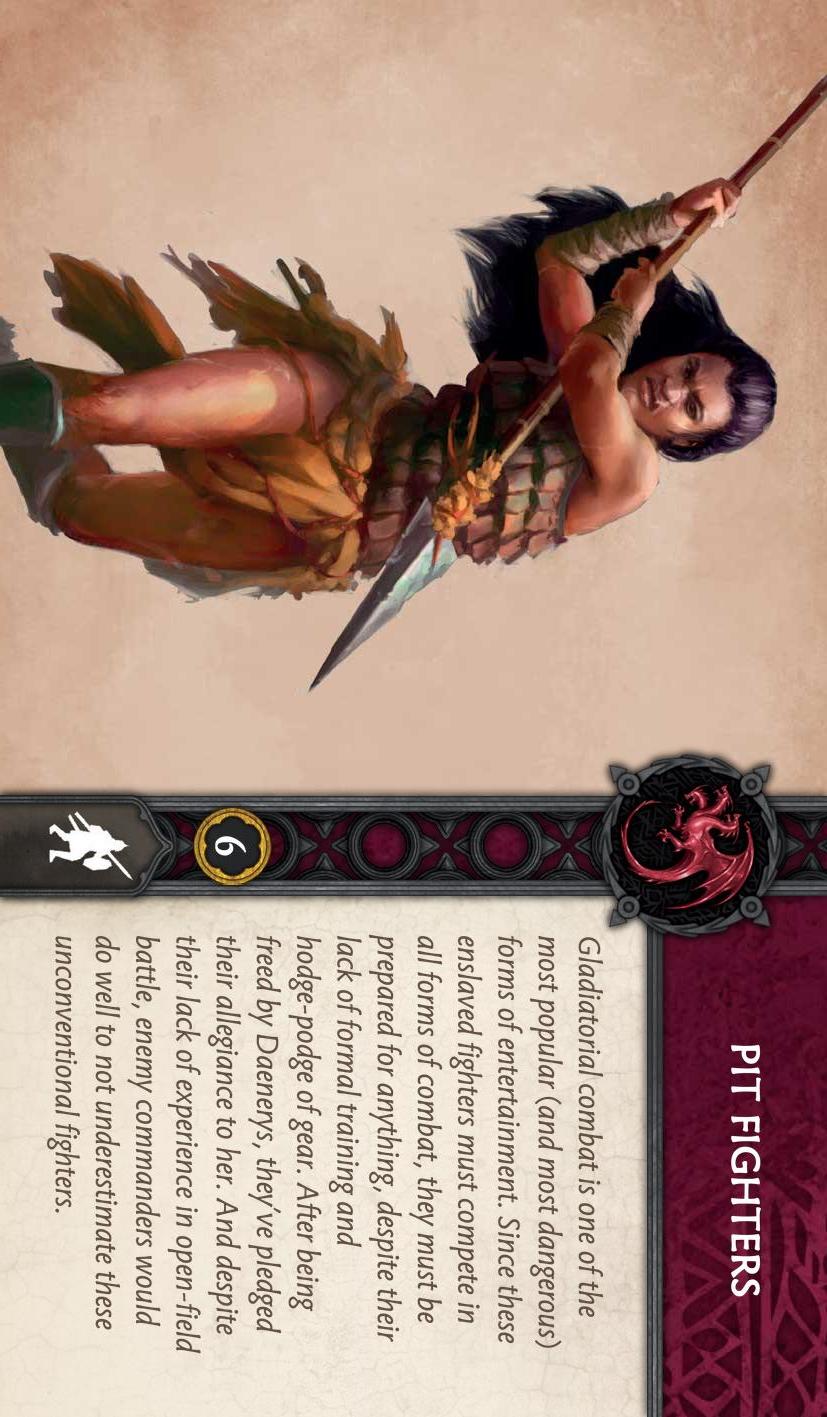 PIT FIGHTERS
Gladiatorial combat is one of the
most popular (and most dangerous)
forms of entertainment. Since these
enslaved fighters must compete in
all forms of combat, they must be
prepared for anything, despite their
lack of formal training and
hodge-podge of gear. After being
freed by Daenerys, they've pledged
their allegiance to her. And despite
their lack of experience in open-field
battle, enemy commanders would
do well to not underestimate these
unconventional fighters.
6